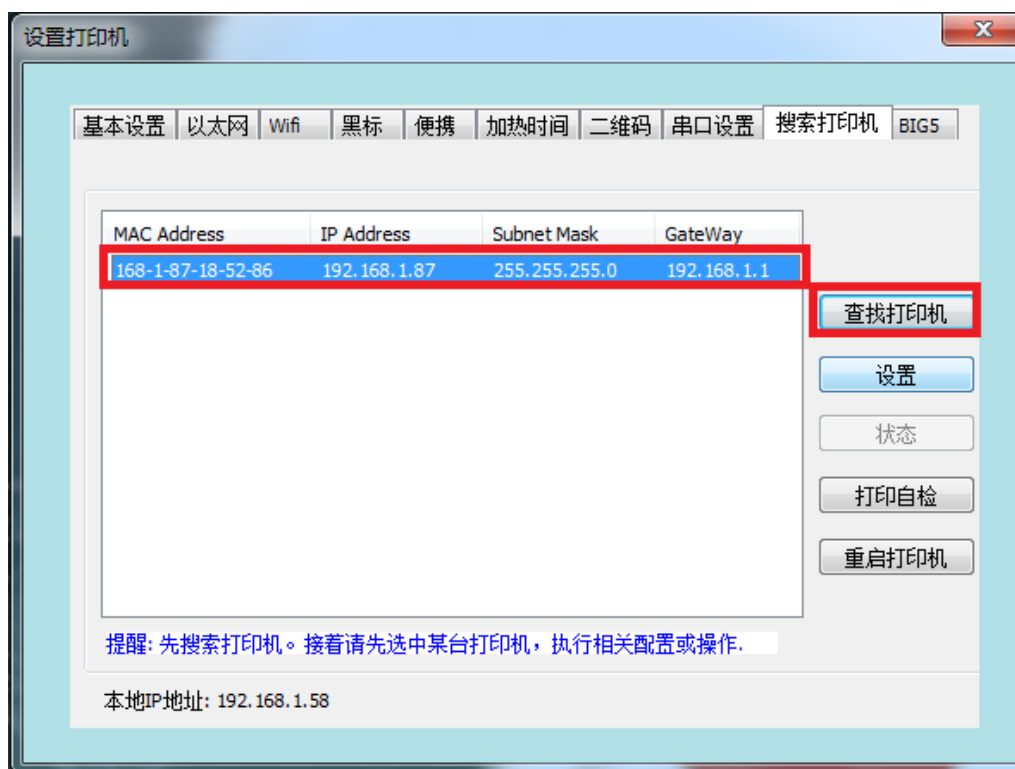 设置打印机
基本设置 以太网 Wifi 黑标 便携 加热时间 二维码 串口设置 搜索打印机 BIG5
MAC Address IP Address Subnet Mask GateWay
168-1-87-18-52-86 192.168.1.87 255.255.255.0 192.168.1.1
查找打印机
设置
状态
打印自检
重启打印机
提醒: 先搜索打印机。接着请先选中某台打印机，执行相关配置或操作.
本地IP地址: 192.168.1.58